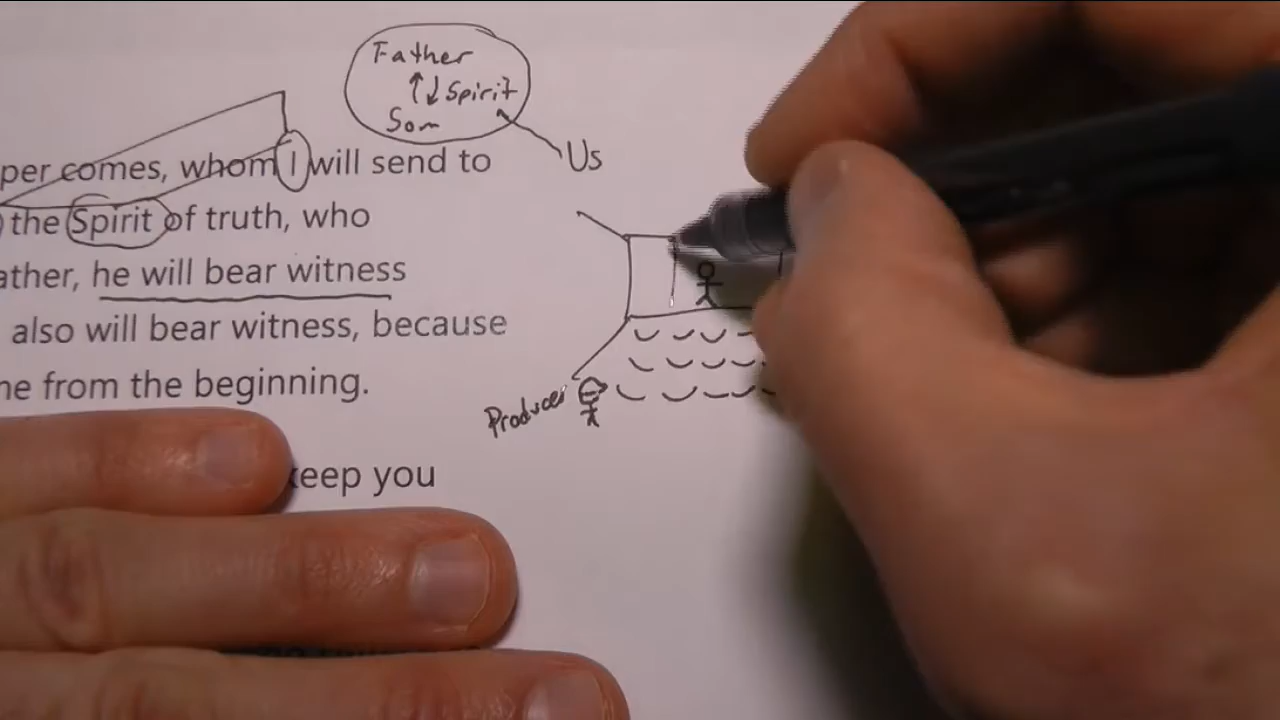 Father
↑↓ Spirit
Son
Us
per comes, whom I will send to
the Spirit of truth, who
ather, he will bear witness
also will bear witness, because
me from the beginning.
Producer
keep you